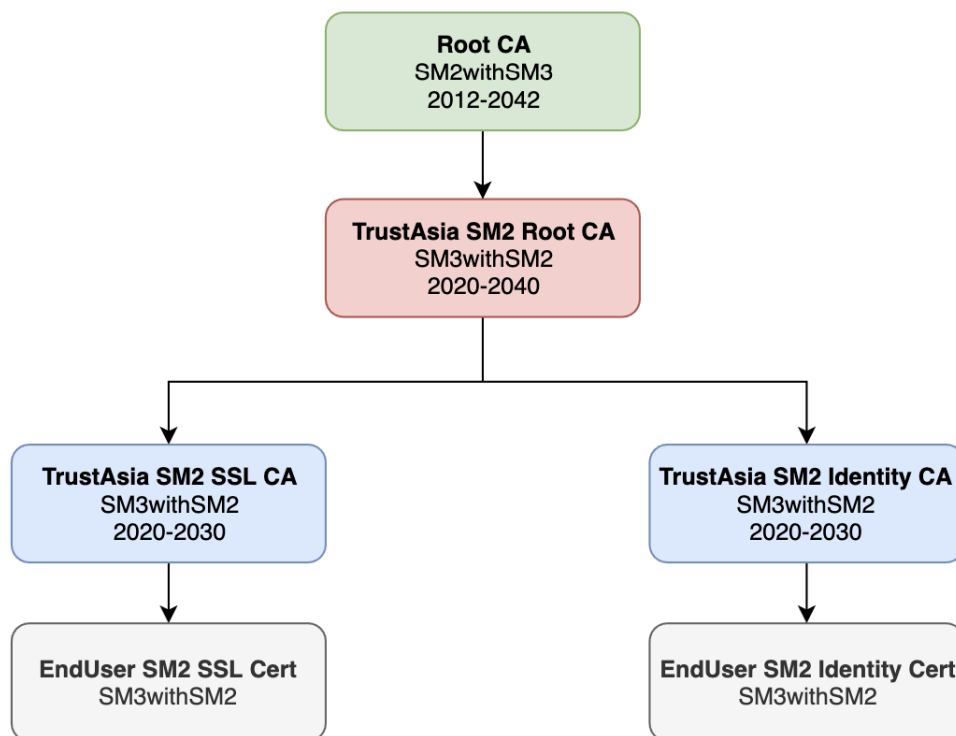 Root CA
SM2withSM3
2012-2042
TrustAsia SM2 Root CA
SM3withSM2
2020-2040
TrustAsia SM2 SSL CA
SM3withSM2
2020-2030
TrustAsia SM2 Identity CA
SM3withSM2
2020-2030
EndUser SM2 SSL Cert
SM3withSM2
EndUser SM2 Identity Cert
SM3withSM2